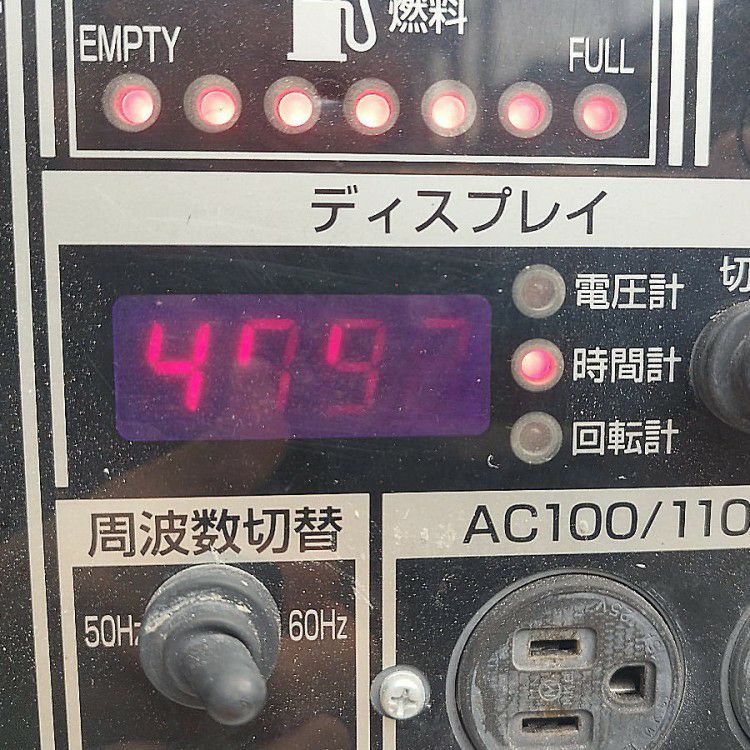 燃料
EMPTY
FULL
ディスプレイ
切
電圧計
4797
時間計
回転計
周波数切替
AC100/110
50Hz
60Hz